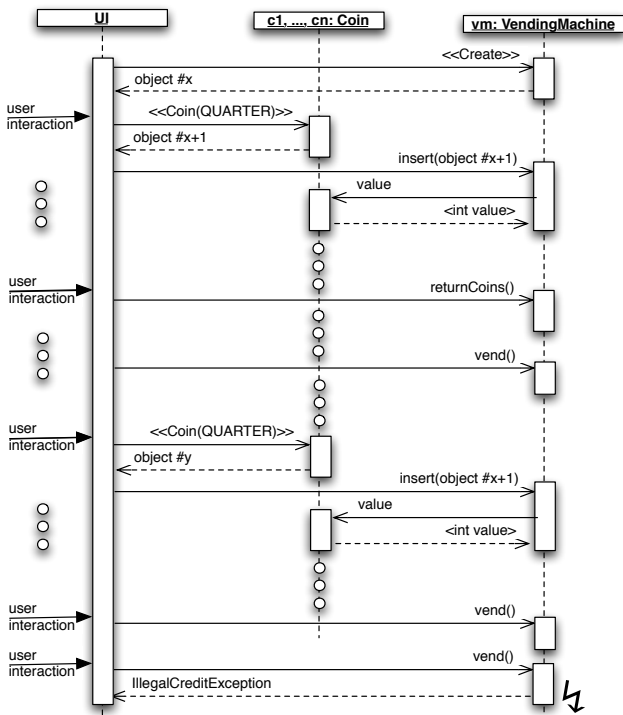 UI
c1, ..., cn: Coin
vm: VendingMachine
<<Create>>
object #x
user
interaction
<<Coin(QUARTER)>>
object #x+1
insert(object #x+1)
value
<int value>
user
interaction
returnCoins()
vend()
user
interaction
<<Coin(QUARTER)>>
object #y
insert(object #x+1)
value
<int value>
user
interaction
vend()
user
interaction
vend()
IllegalCreditException